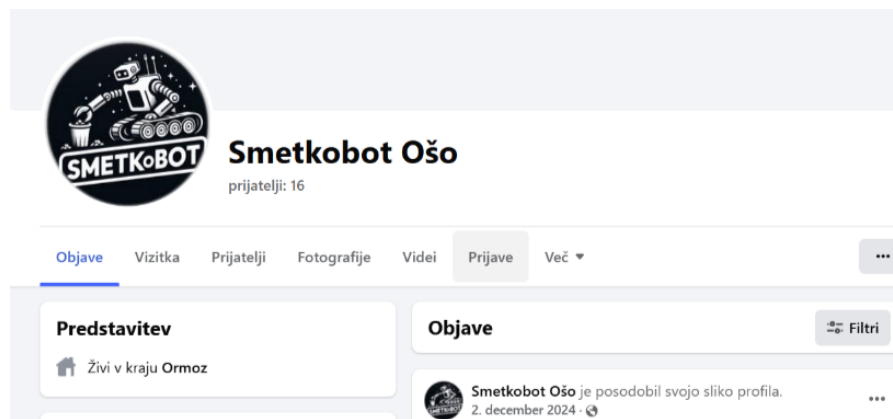 SMETKoBOT
Smetkobot Ošo
prijatelji: 16
Objave Vizitka Prijatelji Fotografije Videi Prijave Več
Predstavitev
Živi v kraju Ormoz
Objave
Filtri
SMETKoBOT
Smetkobot Ošo je posodobil svojo sliko profila.
2. december 2024 ·